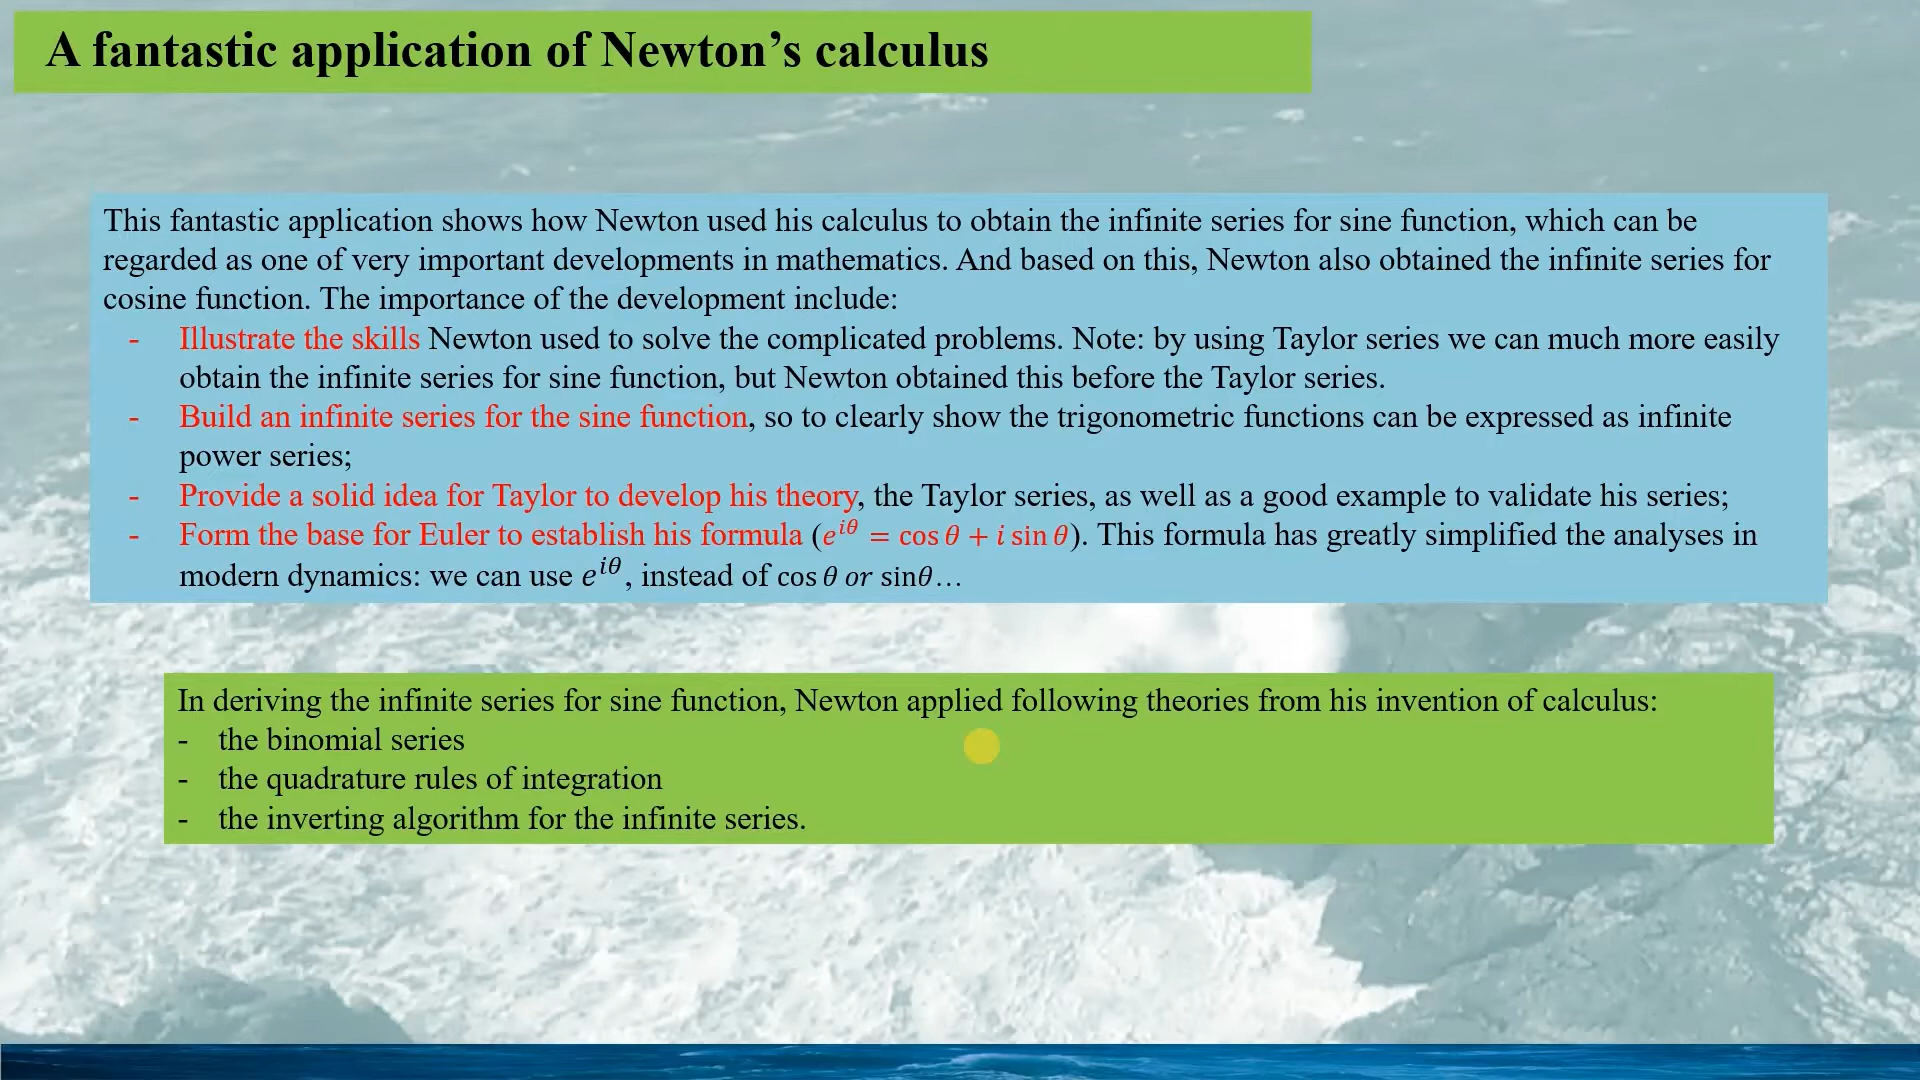 A fantastic application of Newton’s calculus
This fantastic application shows how Newton used his calculus to obtain the infinite series for sine function, which can be
regarded as one of very important developments in mathematics. And based on this, Newton also obtained the infinite series for
cosine function. The importance of the development include:
- Illustrate the skills Newton used to solve the complicated problems. Note: by using Taylor series we can much more easily
obtain the infinite series for sine function, but Newton obtained this before the Taylor series.
- Build an infinite series for the sine function, so to clearly show the trigonometric functions can be expressed as infinite
power series;
- Provide a solid idea for Taylor to develop his theory, the Taylor series, as well as a good example to validate his series;
- Form the base for Euler to establish his formula (e^{iθ} = cos θ + i sin θ). This formula has greatly simplified the analyses in
modern dynamics: we can use e^{iθ}, instead of cos θ or sinθ…
In deriving the infinite series for sine function, Newton applied following theories from his invention of calculus:
- the binomial series
- the quadrature rules of integration
- the inverting algorithm for the infinite series.